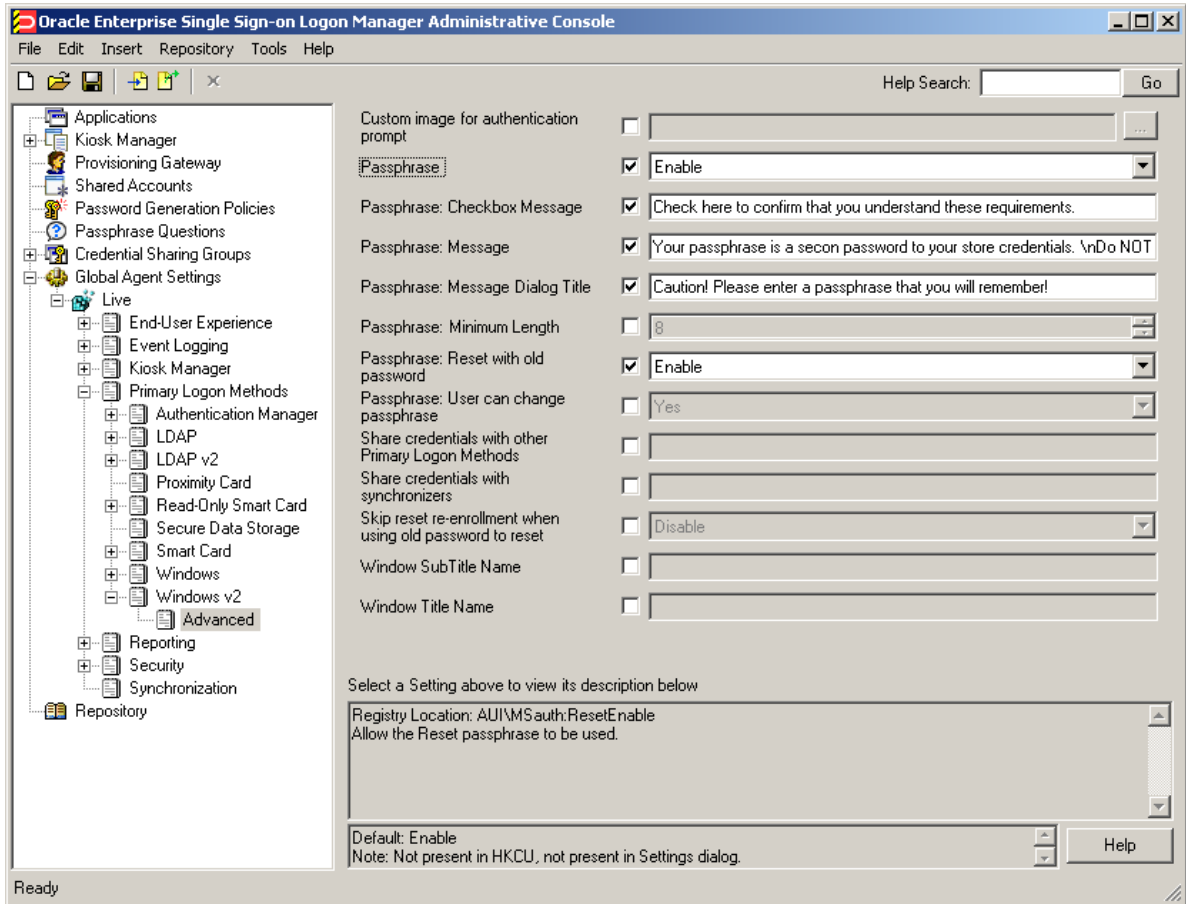 Oracle Enterprise Single Sign-on Logon Manager Administrative Console
File Edit Insert Repository Tools Help
Help Search: Go
Applications
Kiosk Manager
Provisioning Gateway
Shared Accounts
Password Generation Policies
Passphrase Questions
Credential Sharing Groups
Global Agent Settings
Live
End-User Experience
Event Logging
Kiosk Manager
Primary Logon Methods
Authentication Manager
LDAP
LDAP v2
Proximity Card
Read-Only Smart Card
Secure Data Storage
Smart Card
Windows
Windows v2
Advanced
Reporting
Security
Synchronization
Repository
Custom image for authentication
prompt
...
Passphrase Enable
Passphrase: Checkbox Message Check here to confirm that you understand these requirements.
Passphrase: Message Your passphrase is a secon password to your store credentials. \nDo NOT
Passphrase: Message Dialog Title Caution! Please enter a passphrase that you will remember!
Passphrase: Minimum Length 8
Passphrase: Reset with old
password
Enable
Passphrase: User can change
passphrase
Yes
Share credentials with other
Primary Logon Methods
Share credentials with
synchronizers
Skip reset re-enrollment when
using old password to reset
Disable
Window SubTitle Name
Window Title Name
Select a Setting above to view its description below
Registry Location: AUI\MSauth:ResetEnable
Allow the Reset passphrase to be used.
Default: Enable
Note: Not present in HKCU, not present in Settings dialog.
Help
Ready